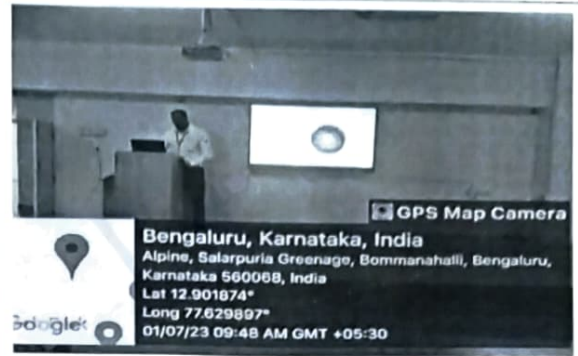 GPS Map Camera
Bengaluru, Karnataka, India
Alpine, Salarpuria Greenage, Bommanahalli, Bengaluru,
Karnataka 560068, India
Lat 12.901874°
Long 77.629897°
01/07/23 09:48 AM GMT +05:30
Google